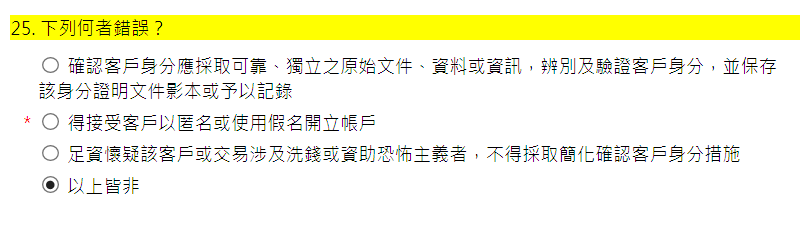 25. 下列何者錯誤？
確認客戶身分應採取可靠、獨立之原始文件、資料或資訊，辨別及驗證客戶身分，並保存
該身分證明文件影本或予以記錄
* 得接受客戶以匿名或使用假名開立帳戶
足資懷疑該客戶或交易涉及洗錢或資助恐怖主義者，不得採取簡化確認客戶身分措施
以上皆非